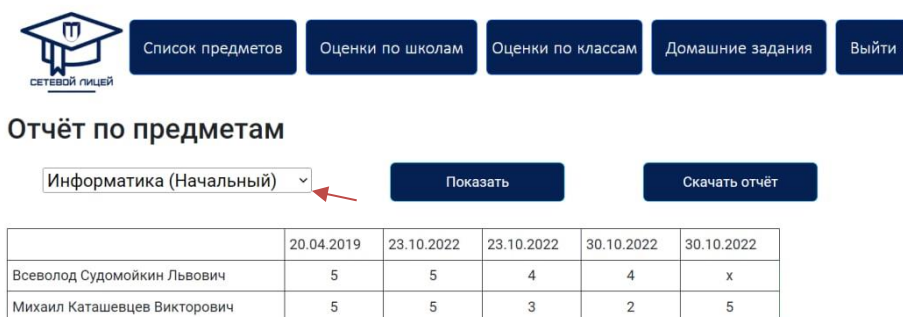 Список предметов Оценки по школам Оценки по классам Домашние задания Выйти
СЕТЕВОЙ ЛИЦЕЙ
Отчёт по предметам
Информатика (Начальный) Показать Скачать отчёт
20.04.2019 23.10.2022 23.10.2022 30.10.2022 30.10.2022
Всеволод Судомойкин Львович 5 5 4 4 x
Михаил Каташевцев Викторович 5 5 3 2 5